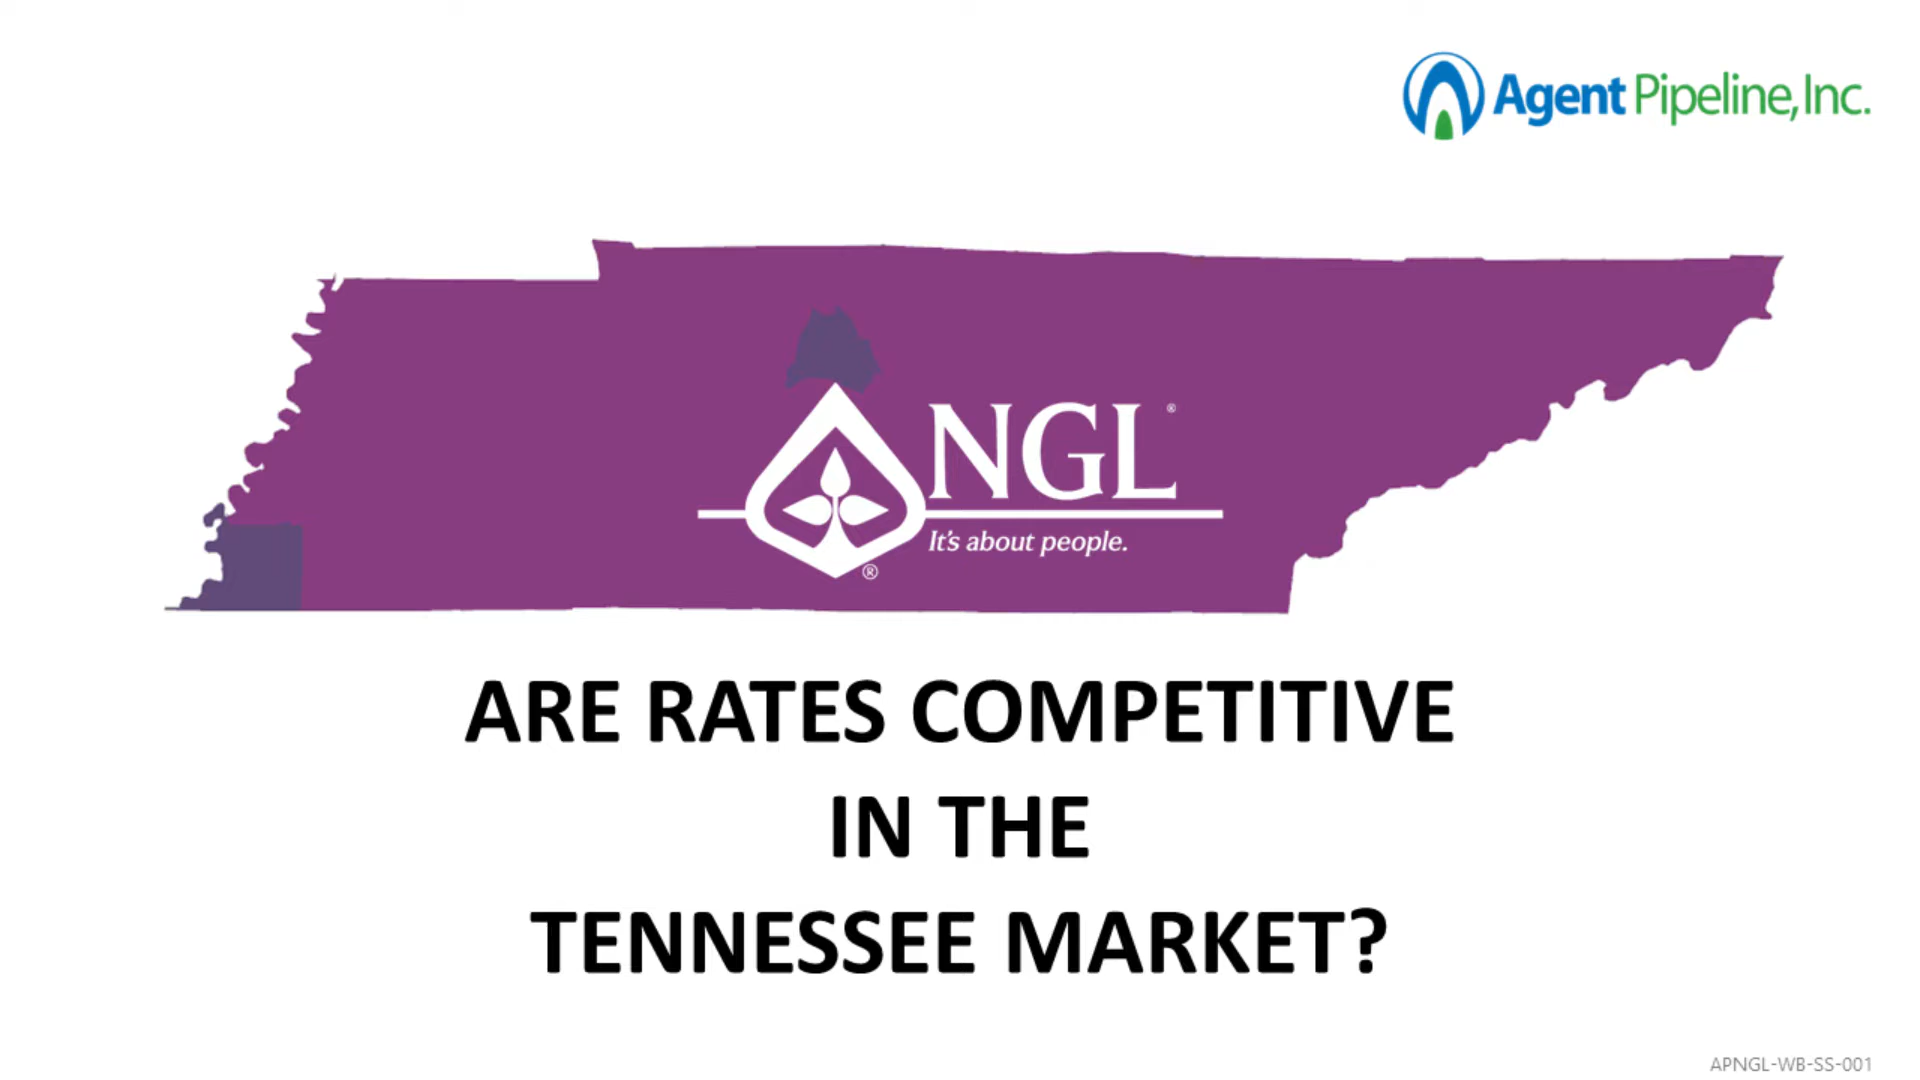 Agent Pipeline, Inc.
NGL®
It's about people.
®
ARE RATES COMPETITIVE
IN THE
TENNESSEE MARKET?
APNGL-WB-SS-001